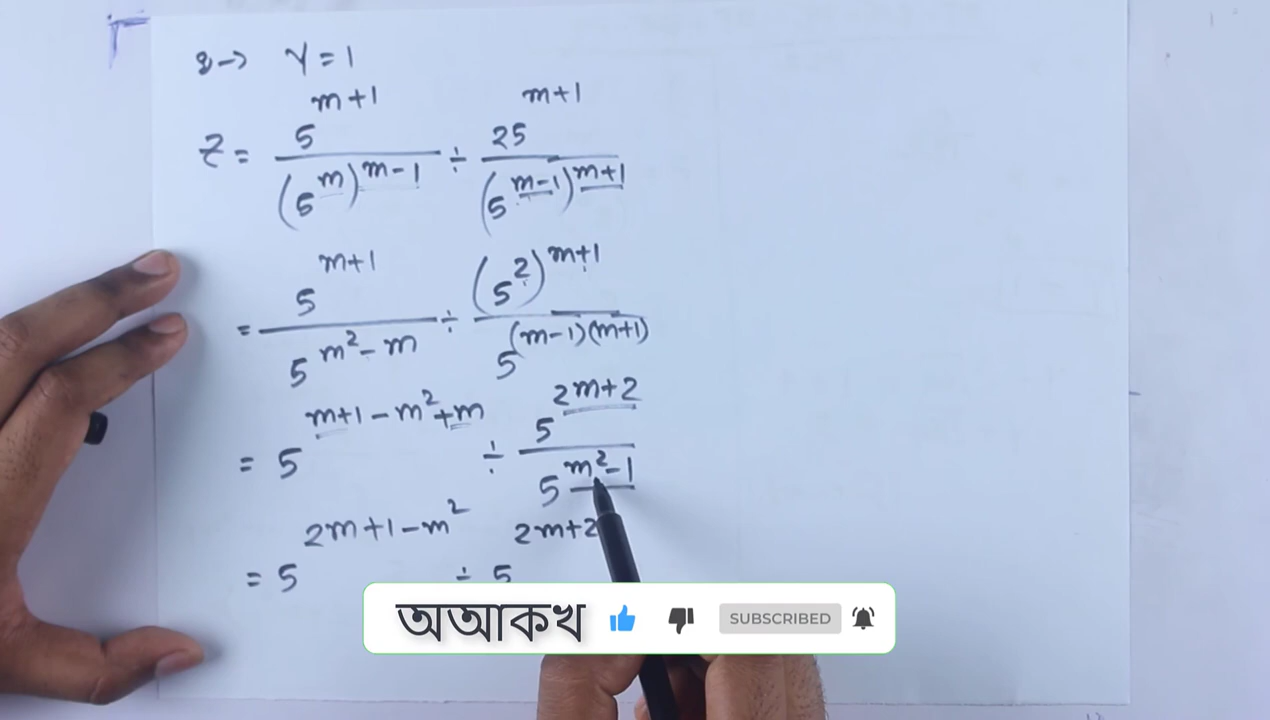 ২→ Y = 1
Z = 5^{m+1} / (5^m)^{m-1} ÷ 25^{m+1} / (5^{m-1})^{m+1}
= 5^{m+1} / 5^{m²-m} ÷ (5²)^{m+1} / 5^{(m-1)(m+1)}
= 5^{m+1-m²+m} ÷ 5^{2m+2} / 5^{m²-1}
= 5^{2m+1-m²} ÷ 5^{2m+2}
অআকখ SUBSCRIBED